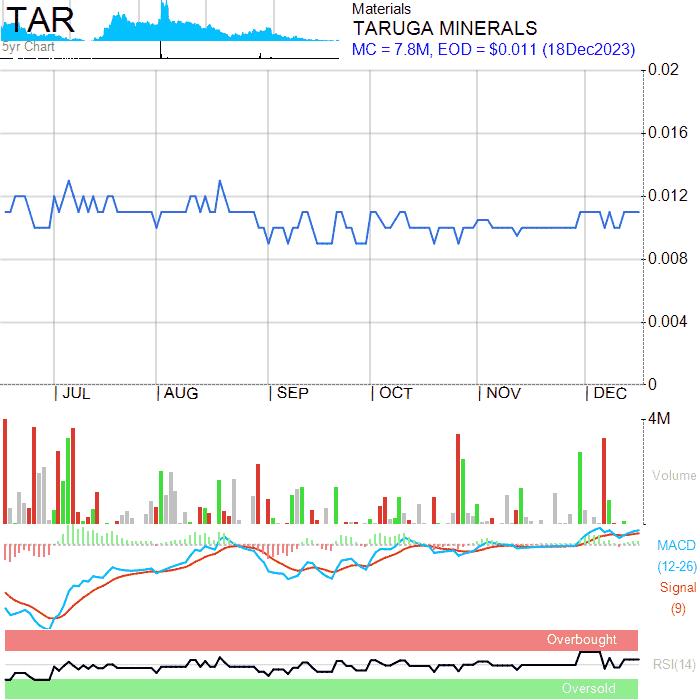 TAR
5yr Chart
Materials
TARUGA MINERALS
MC = 7.8M, EOD = $0.011 (18Dec2023)
0.02
0.016
0.012
0.008
0.004
0
JUL AUG SEP OCT NOV DEC
4M
Volume
MACD
(12-26)
Signal
(9)
Overbought
RSI(14)
Oversold